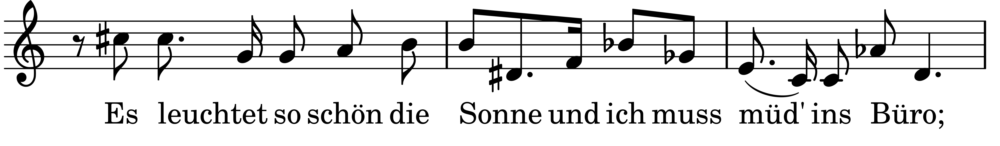 Es leuchtet so schön die Sonne und ich muss müd' ins Büro;